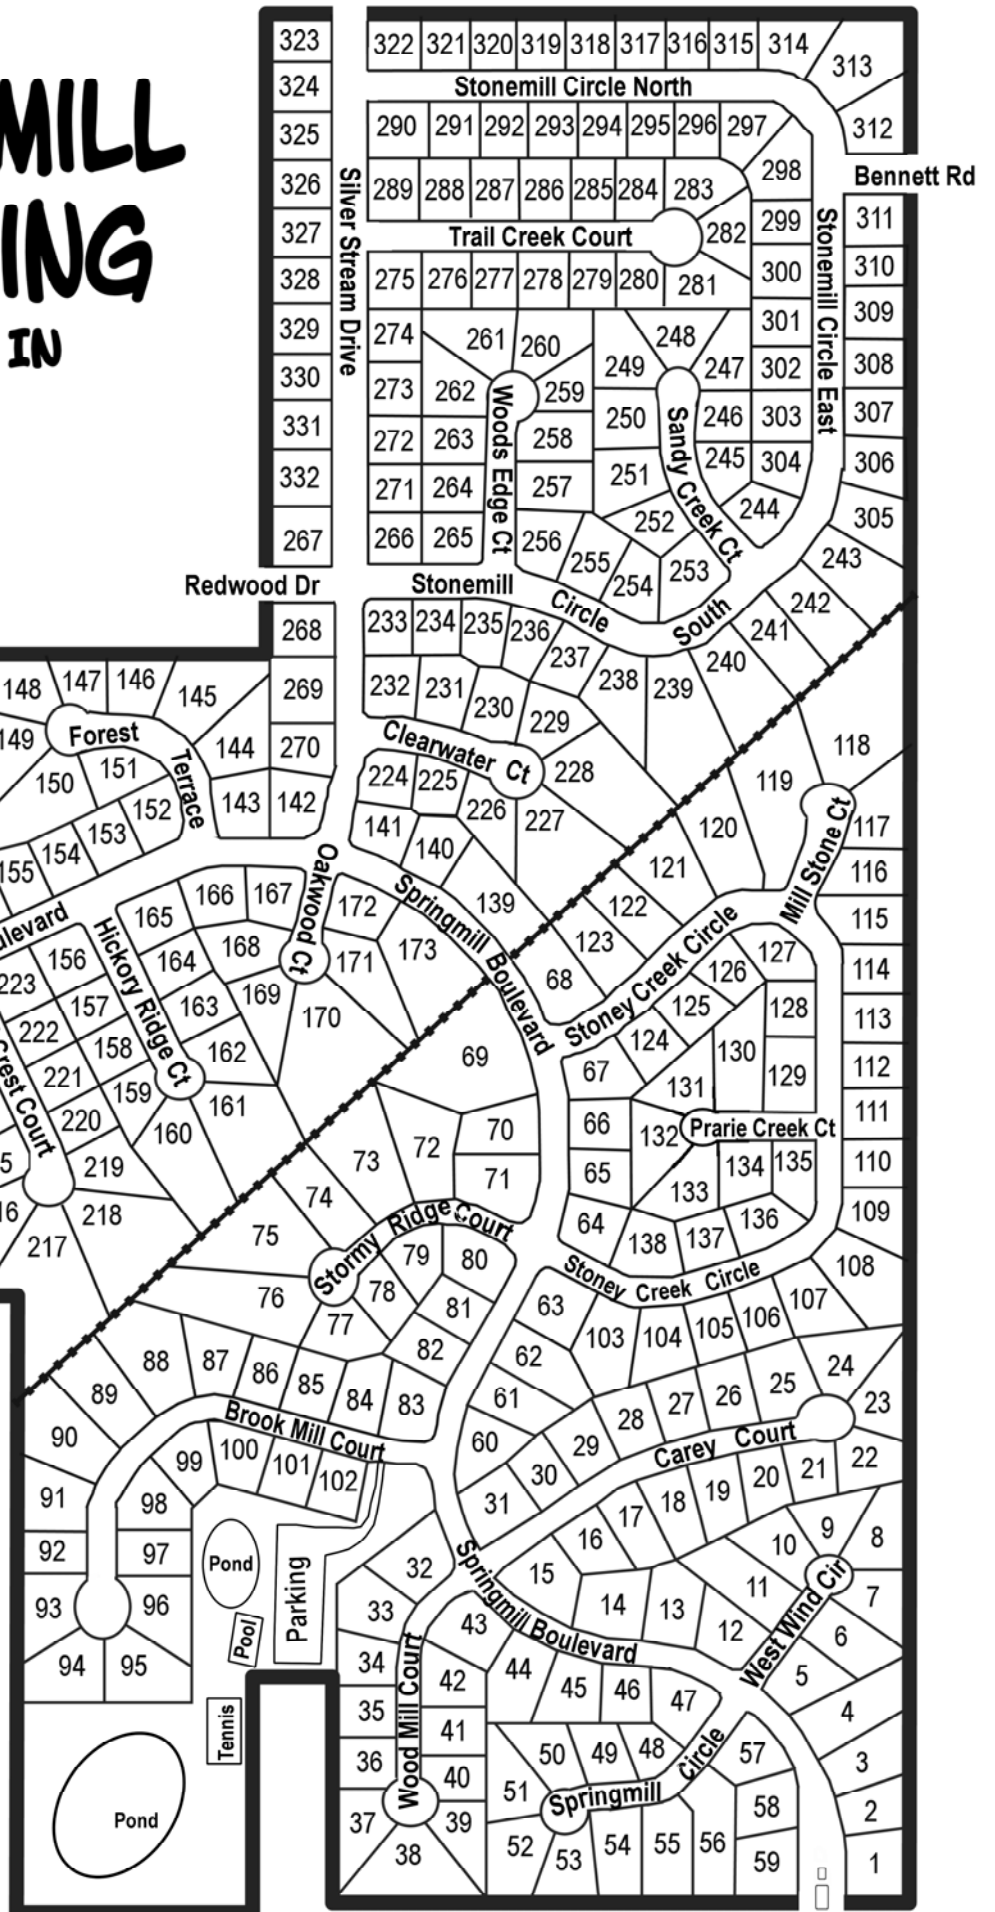 MILL
ING
IN
323
322 321 320 319 318 317 316 315 314
313
324
Stonemill Circle North
312
325
290 291 292 293 294 295 296 297
298
Bennett Rd
326
289 288 287 286 285 284 283
Silver Stream Drive
327
Trail Creek Court
282 299
Stonemill Circle East
311
328
275 276 277 278 279 280 281
300 310
329
274 261 260 248 301 309
330
273 262 259 249 247 302 308
331
272 263 258 250 246 303 307
Woods Edge Ct
Sandy Creek Ct
332
271 264 257 251 245 304 306
267
266 265 256 255 252 244 305
254 253 243
Redwood Dr
Stonemill Circle South
268
233 234 235 236 237 238 239 240 241 242
148 147 146 145 269
232 231 230 229
149
Forest Terrace
144 270
Clearwater Ct
228 118
150 151 152 143 142
224 225 226 227 119
155 154 153
141 140 120
Mill Stone Ct
117
121 116
ulevard
166 167
Oakwood Ct
172
Springmill Boulevard
139 122 115
Hickory Ridge Ct
165 168 171 173 123
Stoney Creek Circle
127 114
223 156 164 169 68 126
222 157 163 170 125 128 113
Crest Court
221 158 162 69 67 124 130 129 112
220 159 161 131 111
160 70 66 132
Prarie Creek Ct
5 219 73 72 71 65 133 134 135 110
16 218 74 64 136 109
217 75
Stormy Ridge Court
79 80 138 137 108
76 78 81
Stoney Creek Circle
77 82 63 103 104 105 106 107
88 87 86 85 84 83 62 24
89 61 28 27 26 25 23
90
Brook Mill Court
60 29
Carey Court
22
99 100 101 102 30 21
91 98 31 17 18 19 20
92 97
Pond
Parking
32 16 10 9 8
93 96
Pool
33 15 11
West Wind Cir
7
94 95 34 43 14 13 12 6
Wood Mill Court
Springmill Boulevard
42 44 5
35 45 46 47 4
Tennis
41
36 40 50 49 48 57 3
51
Springmill Circle
58 2
Pond
37 39 52 53 54 55 56 59 1
38